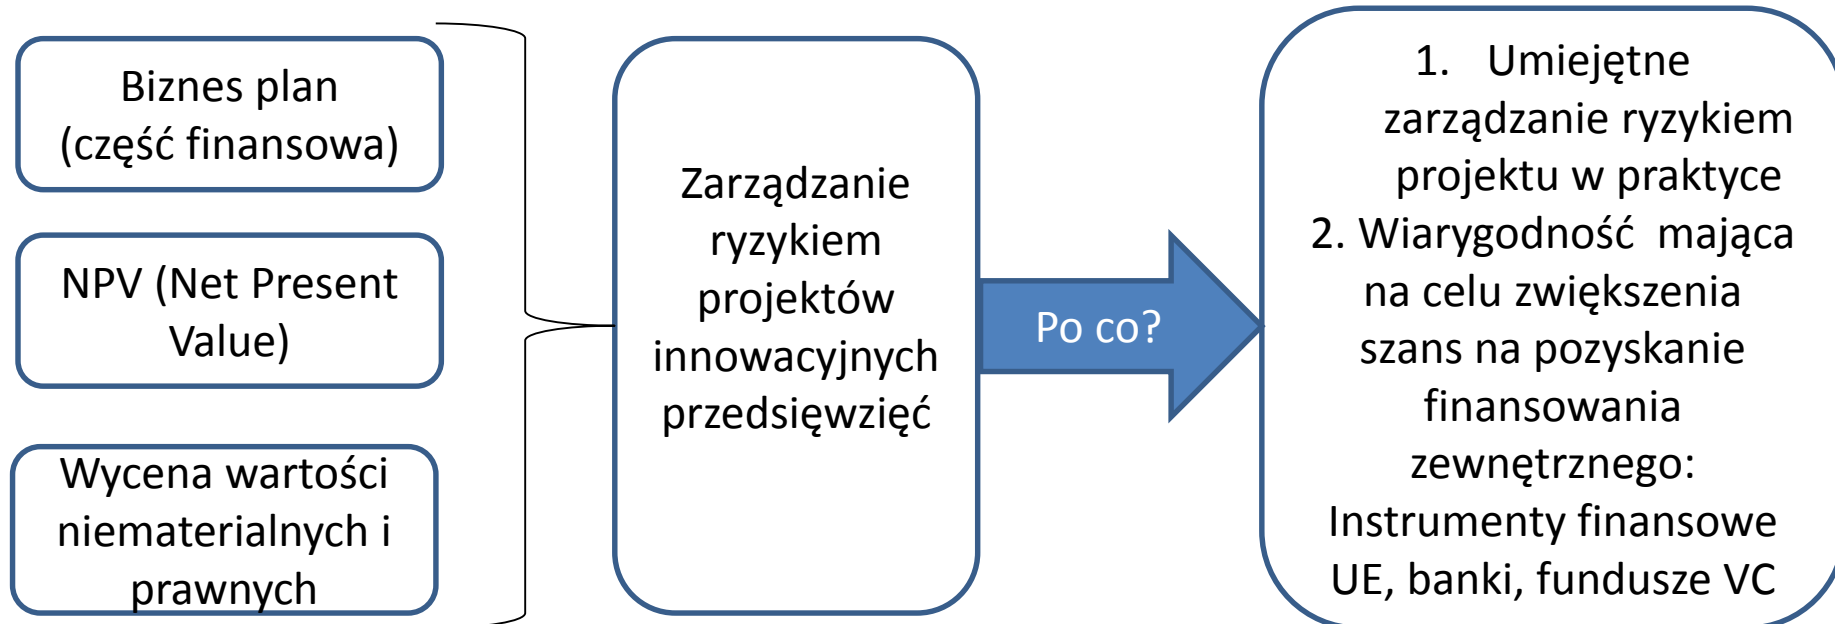 Biznes plan
(część finansowa)
NPV (Net Present
Value)
Wycena wartości
niematerialnych i
prawnych
Zarządzanie
ryzykiem
projektów
innowacyjnych
przedsięwzięć
Po co?
1. Umiejętne
zarządzanie ryzykiem
projektu w praktyce
2. Wiarygodność mająca
na celu zwiększenia
szans na pozyskanie
finansowania
zewnętrznego:
Instrumenty finansowe
UE, banki, fundusze VC